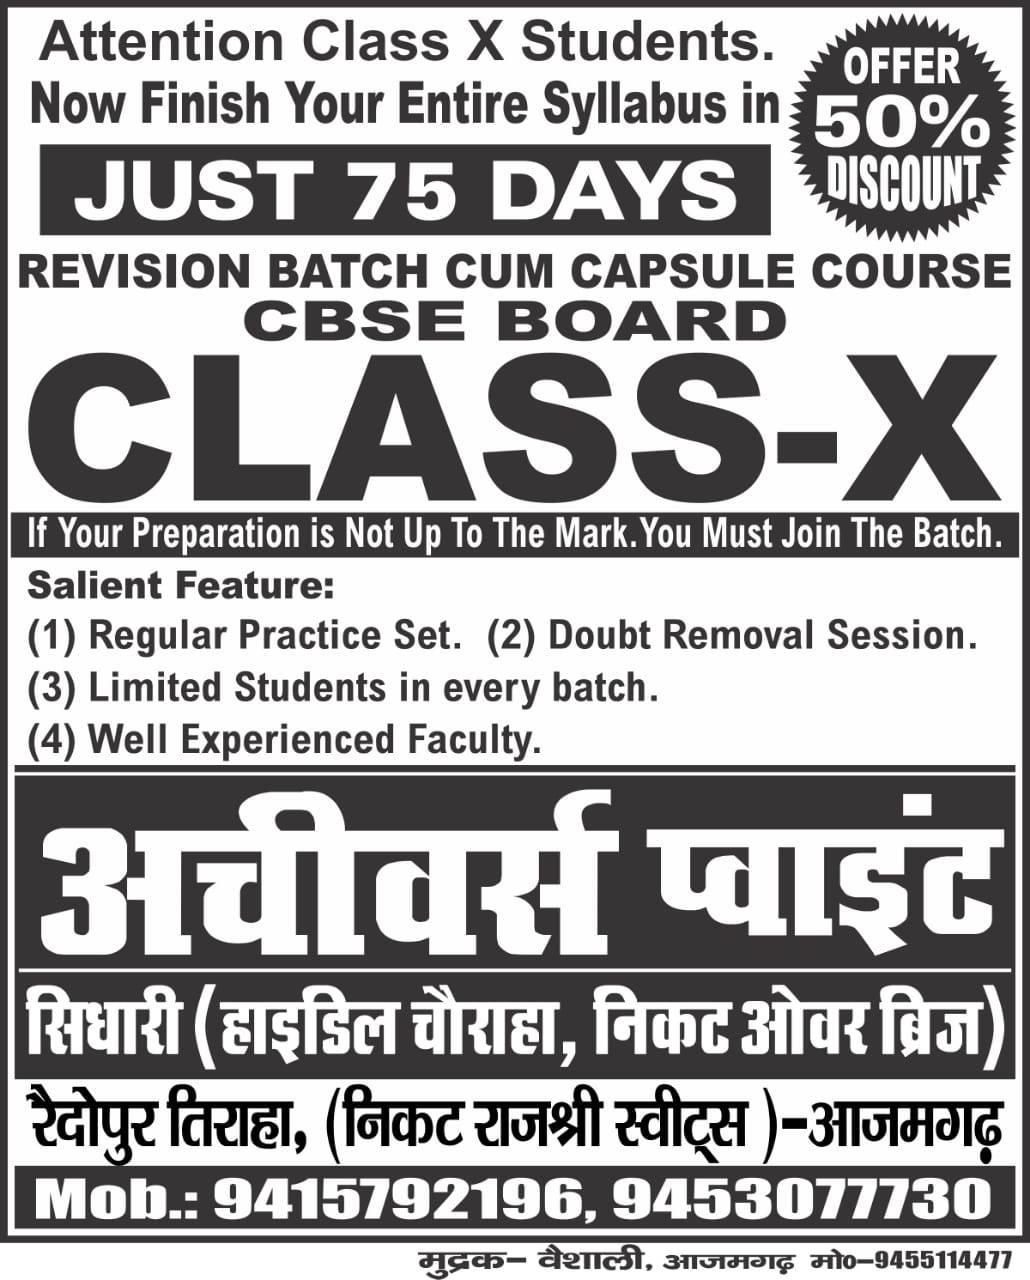 Attention Class X Students.
Now Finish Your Entire Syllabus in
JUST 75 DAYS
OFFER
50%
DISCOUNT
REVISION BATCH CUM CAPSULE COURSE
CBSE BOARD
CLASS-X
If Your Preparation is Not Up To The Mark.You Must Join The Batch.
Salient Feature:
(1) Regular Practice Set. (2) Doubt Removal Session.
(3) Limited Students in every batch.
(4) Well Experienced Faculty.
अचीवर्स प्वाइंट
सिधारी (हाइडिल चौराहा, निकट ओवर ब्रिज)
रैदोपुर तिराहा, (निकट राजश्री स्वीट्स )-आजमगढ़
Mob.: 9415792196, 9453077730
मुद्रक- वैशाली, आजमगढ़ मो0-9455114477